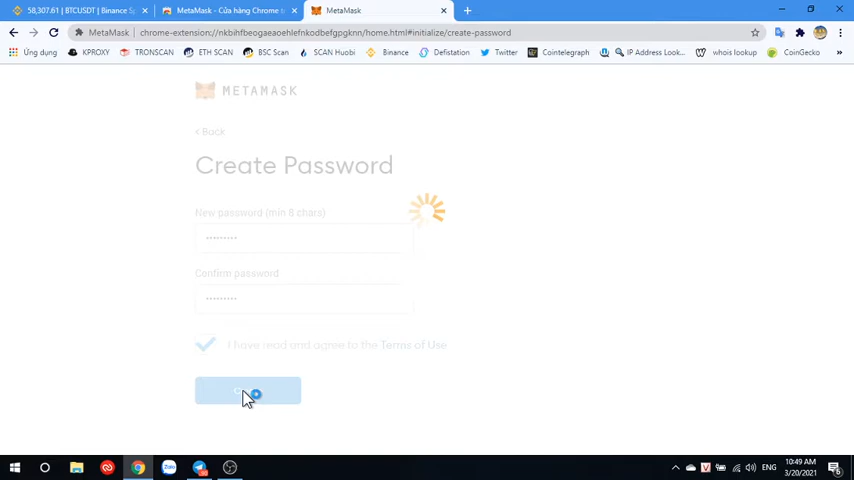 58,307.61 | BTCUSDT | Binance Sp
MetaMask - Cửa hàng Chrome t
MetaMask
MetaMask
chrome-extension://nkbihfbeogaeaoehlefnkodbefgpgknn/home.html#initialize/create-password
Ứng dụng
KPROXY
TRONSCAN
ETH SCAN
BSC Scan
SCAN Huobi
Binance
Defistation
Twitter
Cointelegraph
IP Address Look...
whois lookup
CoinGecko
»
METAMASK
< Back
Create Password
New password (min 8 chars)
•••••••••
Confirm password
•••••••••
I have read and agree to the Terms of Use
Zalo
ENG
10:49 AM
3/20/2021